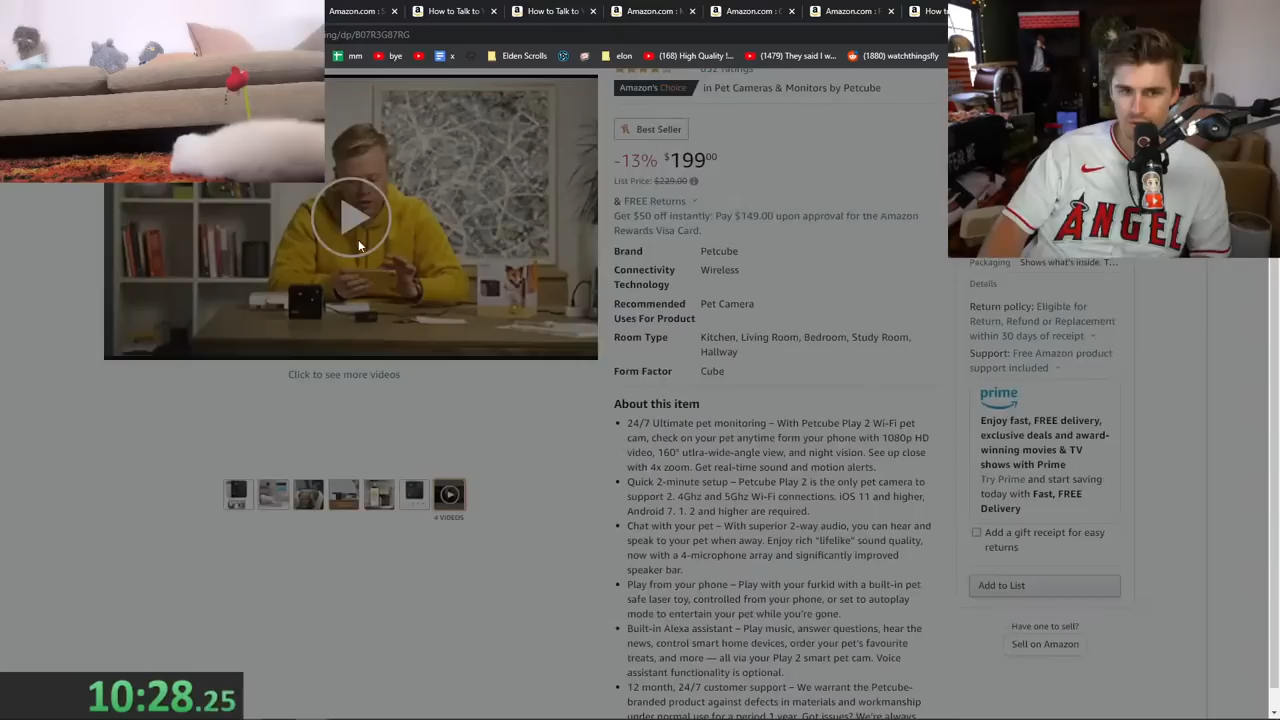 Amazon.com : S
How to Talk to Y
How to Talk to Y
Amazon.com : M
Amazon.com : C
Amazon.com : F
How
ng/dp/B07R3G87RG
mm
bye
x
Elden Scrolls
elon
(168) High Quality I...
(1479) They said I w...
(1880) watchthingsfly
Amazon's Choice
in Pet Cameras & Monitors by Petcube
Best Seller
-13% $199⁰⁰
List Price: $229.00
& FREE Returns
Get $50 off instantly: Pay $149.00 upon approval for the Amazon
Rewards Visa Card.
Brand Petcube
Connectivity Technology Wireless
Recommended Uses For Product Pet Camera
Room Type Kitchen, Living Room, Bedroom, Study Room,
Hallway
Form Factor Cube
About this item
24/7 Ultimate pet monitoring – With Petcube Play 2 Wi-Fi pet
cam, check on your pet anytime form your phone with 1080p HD
video, 160° utlra-wide-angle view, and night vision. See up close
with 4x zoom. Get real-time sound and motion alerts.
Quick 2-minute setup – Petcube Play 2 is the only pet camera to
support 2. 4Ghz and 5Ghz Wi-Fi connections. iOS 11 and higher,
Android 7. 1. 2 and higher are required.
Chat with your pet – With superior 2-way audio, you can hear and
speak to your pet when away. Enjoy rich "lifelike" sound quality,
now with a 4-microphone array and significantly improved
speaker bar.
Play from your phone – Play with your furkid with a built-in pet
safe laser toy, controlled from your phone, or set to autoplay
mode to entertain your pet while you're gone.
Built-in Alexa assistant – Play music, answer questions, hear the
news, control smart home devices, order your pet's favourite
treats, and more — all via your Play 2 smart pet cam. Voice
assistant functionality is optional.
12 month, 24/7 customer support – We warrant the Petcube-
branded product against defects in materials and workmanship
under normal use for a period 1 year. Got issues? We're always
Click to see more videos
4 VIDEOS
Packaging Shows what's inside. T...
Details
Return policy: Eligible for
Return, Refund or Replacement
within 30 days of receipt
Support: Free Amazon product
support included
prime
Enjoy fast, FREE delivery,
exclusive deals and award-
winning movies & TV
shows with Prime
Try Prime and start saving
today with Fast, FREE
Delivery
Add a gift receipt for easy
returns
Add to List
Have one to sell?
Sell on Amazon
ANGEL
10:28.25